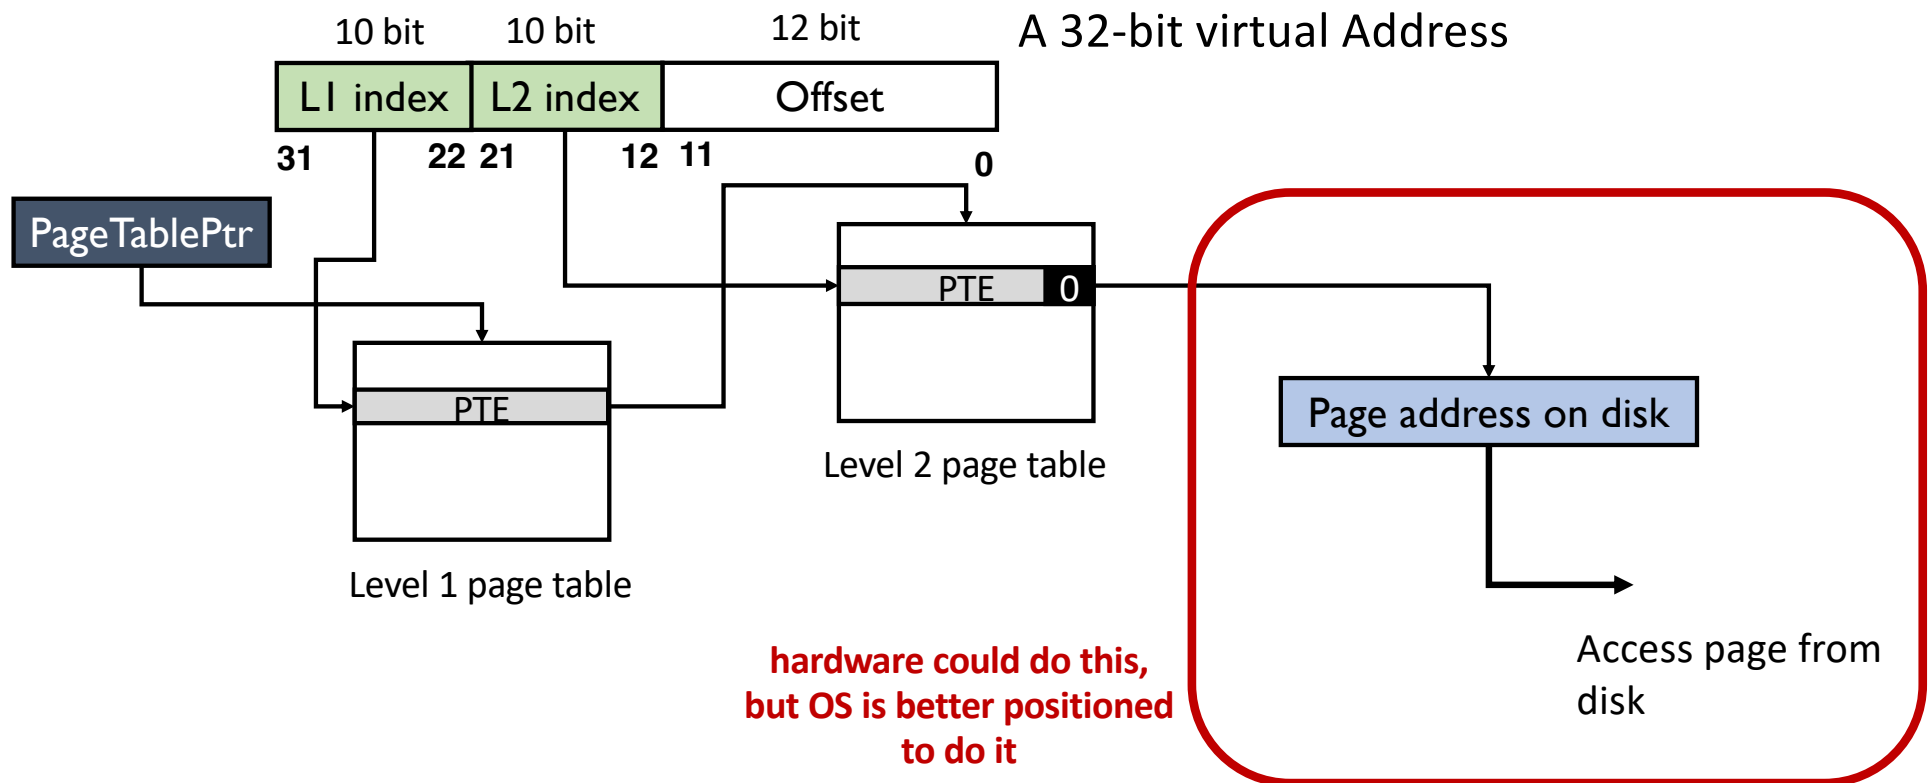 10 bit
10 bit
12 bit
A 32-bit virtual Address
L1 index
L2 index
Offset
31
22
21
12
11
0
PageTablePtr
PTE
0
PTE
Page address on disk
Level 2 page table
Level 1 page table
hardware could do this,
but OS is better positioned
to do it
Access page from
disk